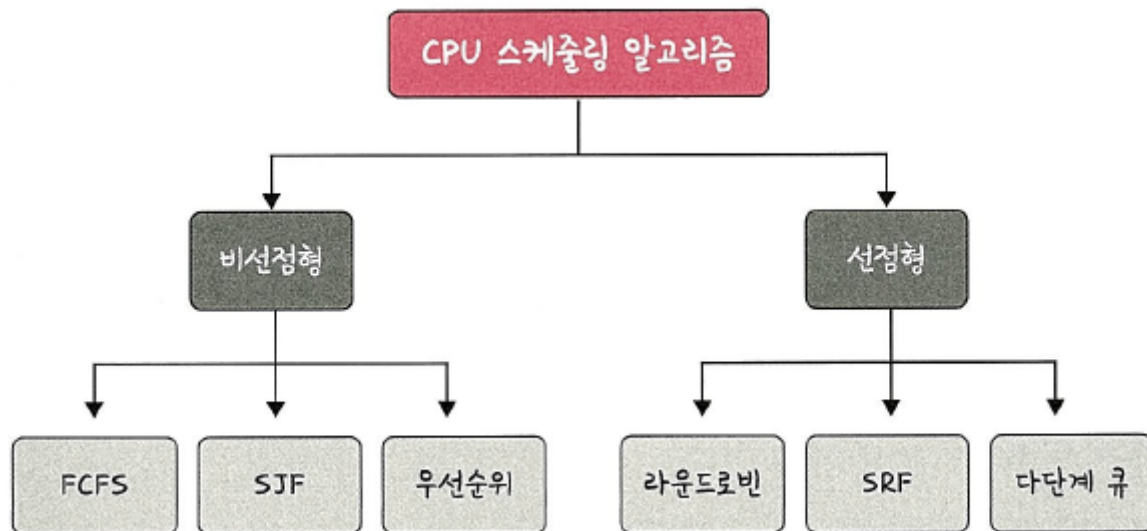 CPU 스케줄링 알고리즘
비선점형
선점형
FCFS
SJF
우선순위
라운드로빈
SRF
다단계 큐